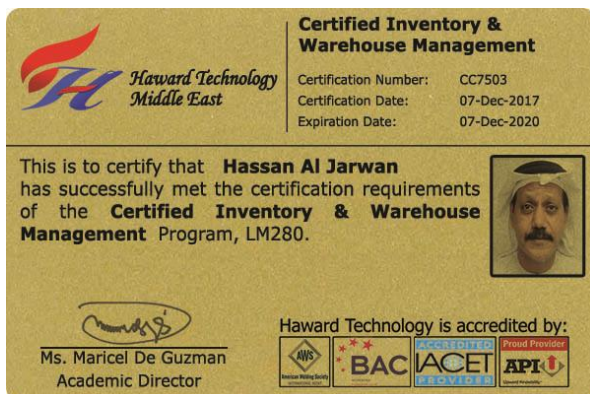 Haward Technology
Middle East
Certified Inventory &
Warehouse Management
Certification Number: CC7503
Certification Date: 07-Dec-2017
Expiration Date: 07-Dec-2020
This is to certify that Hassan Al Jarwan
has successfully met the certification requirements
of the Certified Inventory & Warehouse
Management Program, LM280.
Ms. Maricel De Guzman
Academic Director
Haward Technology is accredited by:
AWS
American Welding Society
BAC
ACCREDITED
IACET
PROVIDER
Proud Provider
API